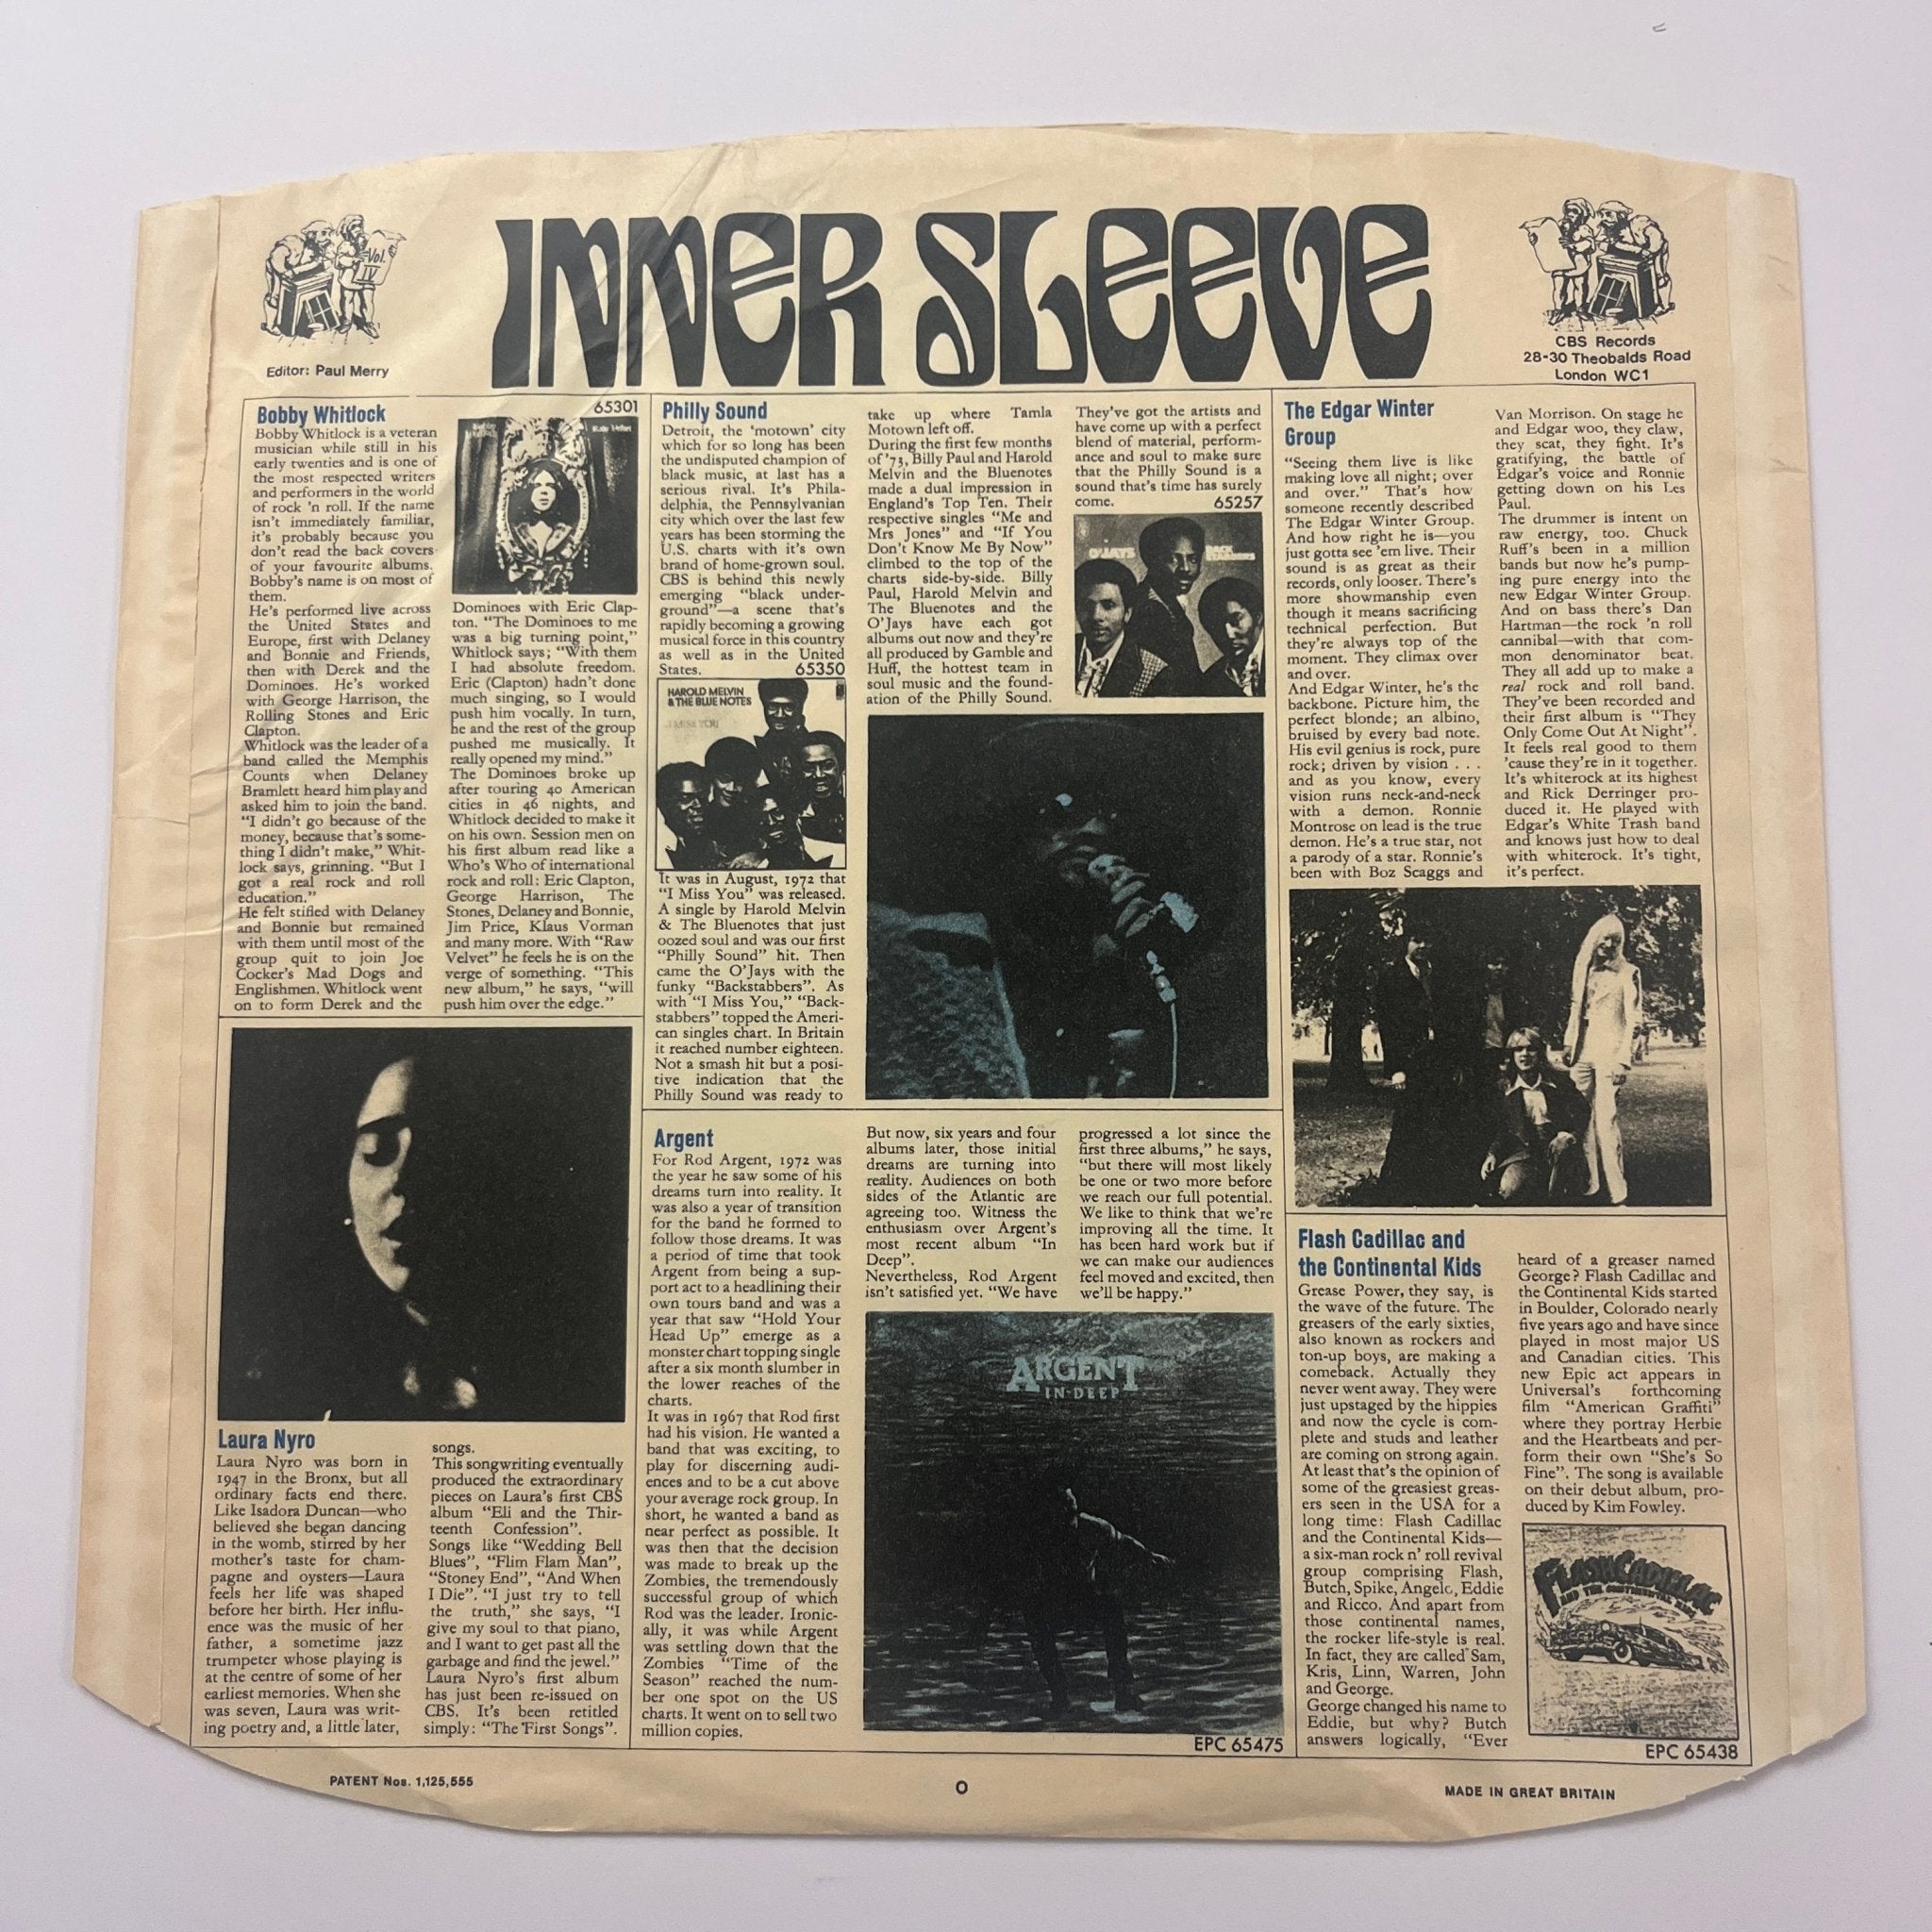 INNER SLEEVE
Vol.
IV
Editor: Paul Merry
CBS Records
28-30 Theobalds Road
London WC1
Bobby Whitlock
Bobby Whitlock is a veteran
musician while still in his
early twenties and is one of
the most respected writers
and performers in the world
of rock 'n roll. If the name
isn't immediately familiar,
it's probably because you
don't read the back covers
of your favourite albums.
Bobby's name is on most of
them.
He's performed live across
the United States and
Europe, first with Delaney
and Bonnie and Friends,
then with Derek and the
Dominoes. He's worked
with George Harrison, the
Rolling Stones and Eric
Clapton.
Whitlock was the leader of a
band called the Memphis
Counts when Delaney
Bramlett heard him play and
asked him to join the band.
"I didn't go because of the
money, because that's some-
thing I didn't make," Whit-
lock says, grinning. "But I
got a real rock and roll
education."
He felt stifled with Delaney
and Bonnie but remained
with them until most of the
group quit to join Joe
Cocker's Mad Dogs and
Englishmen. Whitlock went
on to form Derek and the
65301
Dominoes with Eric Clap-
ton. "The Dominoes to me
was a big turning point,"
Whitlock says; "With them
I had absolute freedom.
Eric (Clapton) hadn't done
much singing, so I would
push him vocally. In turn,
he and the rest of the group
pushed me musically. It
really opened my mind."
The Dominoes broke up
after touring 40 American
cities in 46 nights, and
Whitlock decided to make it
on his own. Session men on
his first album read like a
Who's Who of international
rock and roll: Eric Clapton,
George Harrison, The
Stones, Delaney and Bonnie,
Jim Price, Klaus Vorman
and many more. With "Raw
Velvet" he feels he is on the
verge of something. "This
new album," he says, "will
push him over the edge."
Laura Nyro
Laura Nyro was born in
1947 in the Bronx, but all
ordinary facts end there.
Like Isadora Duncan—who
believed she began dancing
in the womb, stirred by her
mother's taste for cham-
pagne and oysters—Laura
feels her life was shaped
before her birth. Her influ-
ence was the music of her
father, a sometime jazz
trumpeter whose playing is
at the centre of some of her
earliest memories. When she
was seven, Laura was writ-
ing poetry and, a little later,
songs.
This songwriting eventually
produced the extraordinary
pieces on Laura's first CBS
album "Eli and the Thir-
teenth Confession".
Songs like "Wedding Bell
Blues", "Flim Flam Man",
"Stoney End", "And When
I Die". "I just try to tell
the truth," she says, "I
give my soul to that piano,
and I want to get past all the
garbage and find the jewel."
Laura Nyro's first album
has just been re-issued on
CBS. It's been retitled
simply: "The First Songs".
Philly Sound
Detroit, the 'motown' city
which for so long has been
the undisputed champion of
black music, at last has a
serious rival. It's Phila-
delphia, the Pennsylvanian
city which over the last few
years has been storming the
U.S. charts with it's own
brand of home-grown soul.
CBS is behind this newly
emerging "black under-
ground"—a scene that's
rapidly becoming a growing
musical force in this country
as well as in the United
States.
65350
HAROLD MELVIN
& THE BLUE NOTES
I MISS YOU
It was in August, 1972 that
"I Miss You" was released.
A single by Harold Melvin
& The Bluenotes that just
oozed soul and was our first
"Philly Sound" hit. Then
came the O'Jays with the
funky "Backstabbers". As
with "I Miss You," "Back-
stabbers" topped the Ameri-
can singles chart. In Britain
it reached number eighteen.
Not a smash hit but a posi-
tive indication that the
Philly Sound was ready to
take up where Tamla
Motown left off.
During the first few months
of '73, Billy Paul and Harold
Melvin and the Bluenotes
made a dual impression in
England's Top Ten. Their
respective singles "Me and
Mrs Jones" and "If You
Don't Know Me By Now"
climbed to the top of the
charts side-by-side. Billy
Paul, Harold Melvin and
The Bluenotes and the
O'Jays have each got
albums out now and they're
all produced by Gamble and
Huff, the hottest team in
soul music and the found-
ation of the Philly Sound.
They've got the artists and
have come up with a perfect
blend of material, perform-
ance and soul to make sure
that the Philly Sound is a
sound that's time has surely
come.
65257
O'JAYS
BACK
STABBERS
Argent
For Rod Argent, 1972 was
the year he saw some of his
dreams turn into reality. It
was also a year of transition
for the band he formed to
follow those dreams. It was
a period of time that took
Argent from being a sup-
port act to a headlining their
own tours band and was a
year that saw "Hold Your
Head Up" emerge as a
monster chart topping single
after a six month slumber in
the lower reaches of the
charts.
It was in 1967 that Rod first
had his vision. He wanted a
band that was exciting, to
play for discerning audi-
ences and to be a cut above
your average rock group. In
short, he wanted a band as
near perfect as possible. It
was then that the decision
was made to break up the
Zombies, the tremendously
successful group of which
Rod was the leader. Ironic-
ally, it was while Argent
was settling down that the
Zombies "Time of the
Season" reached the num-
ber one spot on the US
charts. It went on to sell two
million copies.
But now, six years and four
albums later, those initial
dreams are turning into
reality. Audiences on both
sides of the Atlantic are
agreeing too. Witness the
enthusiasm over Argent's
most recent album "In
Deep".
Nevertheless, Rod Argent
isn't satisfied yet. "We have
progressed a lot since the
first three albums," he says,
"but there will most likely
be one or two more before
we reach our full potential.
We like to think that we're
improving all the time. It
has been hard work but if
we can make our audiences
feel moved and excited, then
we'll be happy."
ARGENT
IN·DEEP
EPC 65475
The Edgar Winter
Group
"Seeing them live is like
making love all night; over
and over." That's how
someone recently described
The Edgar Winter Group.
And how right he is—you
just gotta see 'em live. Their
sound is as great as their
records, only looser. There's
more showmanship even
though it means sacrificing
technical perfection. But
they're always top of the
moment. They climax over
and over.
And Edgar Winter, he's the
backbone. Picture him, the
perfect blonde; an albino,
bruised by every bad note.
His evil genius is rock, pure
rock; driven by vision . . .
and as you know, every
vision runs neck-and-neck
with a demon. Ronnie
Montrose on lead is the true
demon. He's a true star, not
a parody of a star. Ronnie's
been with Boz Scaggs and
Van Morrison. On stage he
and Edgar woo, they claw,
they scat, they fight. It's
gratifying, the battle of
Edgar's voice and Ronnie
getting down on his Les
Paul.
The drummer is intent on
raw energy, too. Chuck
Ruff's been in a million
bands but now he's pump-
ing pure energy into the
new Edgar Winter Group.
And on bass there's Dan
Hartman—the rock 'n roll
cannibal—with that com-
mon denominator beat.
They all add up to make a
real rock and roll band.
They've been recorded and
their first album is "They
Only Come Out At Night".
It feels real good to them
'cause they're in it together.
It's whiterock at its highest
and Rick Derringer pro-
duced it. He played with
Edgar's White Trash band
and knows just how to deal
with whiterock. It's tight,
it's perfect.
Flash Cadillac and
the Continental Kids
Grease Power, they say, is
the wave of the future. The
greasers of the early sixties,
also known as rockers and
ton-up boys, are making a
comeback. Actually they
never went away. They were
just upstaged by the hippies
and now the cycle is com-
plete and studs and leather
are coming on strong again.
At least that's the opinion of
some of the greasiest greas-
ers seen in the USA for a
long time: Flash Cadillac
and the Continental Kids—
a six-man rock n' roll revival
group comprising Flash,
Butch, Spike, Angelo, Eddie
and Ricco. And apart from
those continental names,
the rocker life-style is real.
In fact, they are called Sam,
Kris, Linn, Warren, John
and George.
George changed his name to
Eddie, but why? Butch
answers logically, "Ever
heard of a greaser named
George? Flash Cadillac and
the Continental Kids started
in Boulder, Colorado nearly
five years ago and have since
played in most major US
and Canadian cities. This
new Epic act appears in
Universal's forthcoming
film "American Graffiti"
where they portray Herbie
and the Heartbeats and per-
form their own "She's So
Fine". The song is available
on their debut album, pro-
duced by Kim Fowley.
FLASH CADILLAC
AND THE CONTINENTAL KIDS
EPC 65438
PATENT Nos. 1,125,555
O
MADE IN GREAT BRITAIN